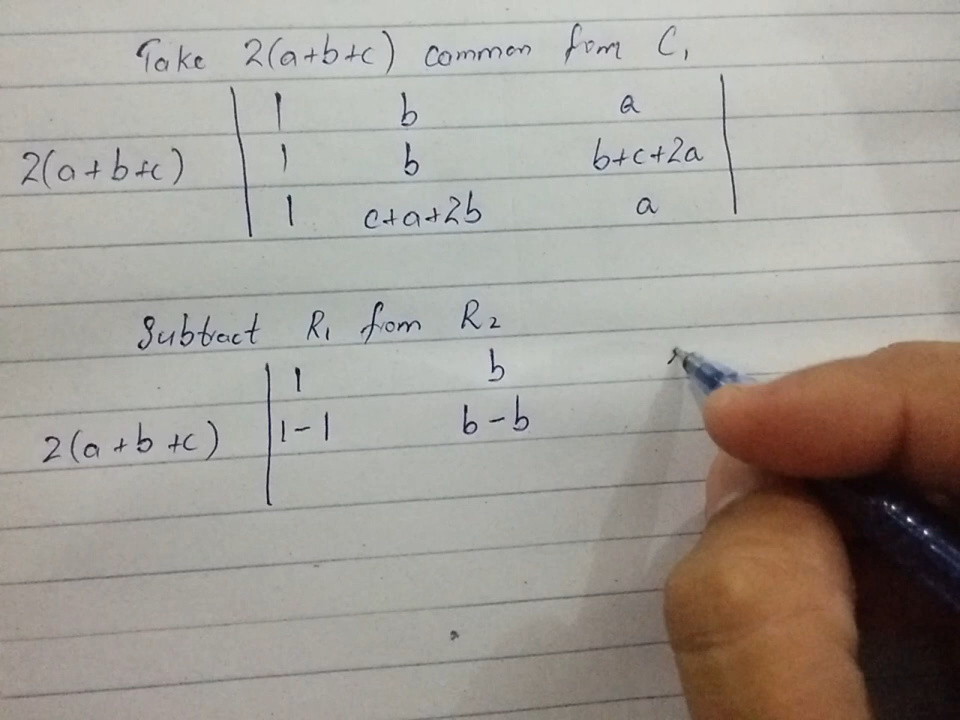 Take 2(a+b+c) common from C₁
| 1 b a |
2(a+b+c) | 1 b b+c+2a |
| 1 c+a+2b a |
Subtract R₁ from R₂
| 1 b
2(a+b+c) | 1-1 b-b